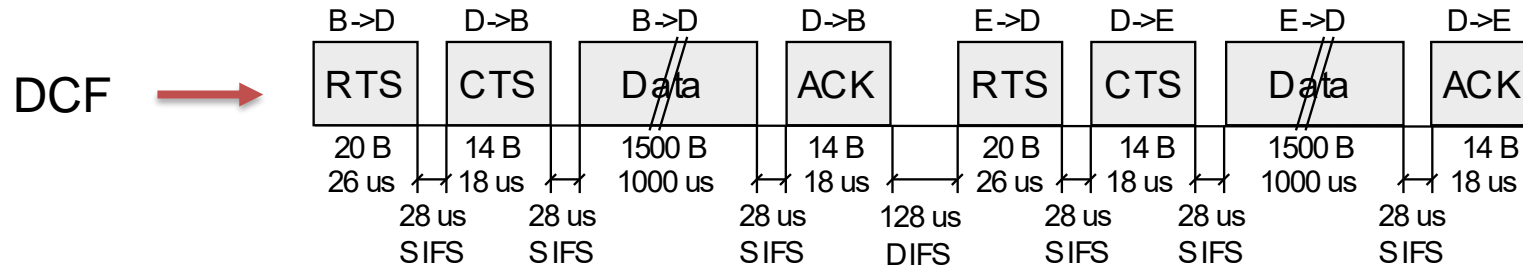 B->D D->B B->D D->B E->D D->E E->D D->E
DCF RTS CTS Data ACK RTS CTS Data ACK
20 B 14 B 1500 B 14 B 20 B 14 B 1500 B 14 B
26 us 18 us 1000 us 18 us 26 us 18 us 1000 us 18 us
28 us 28 us 28 us 128 us 28 us 28 us 28 us
SIFS SIFS SIFS DIFS SIFS SIFS SIFS